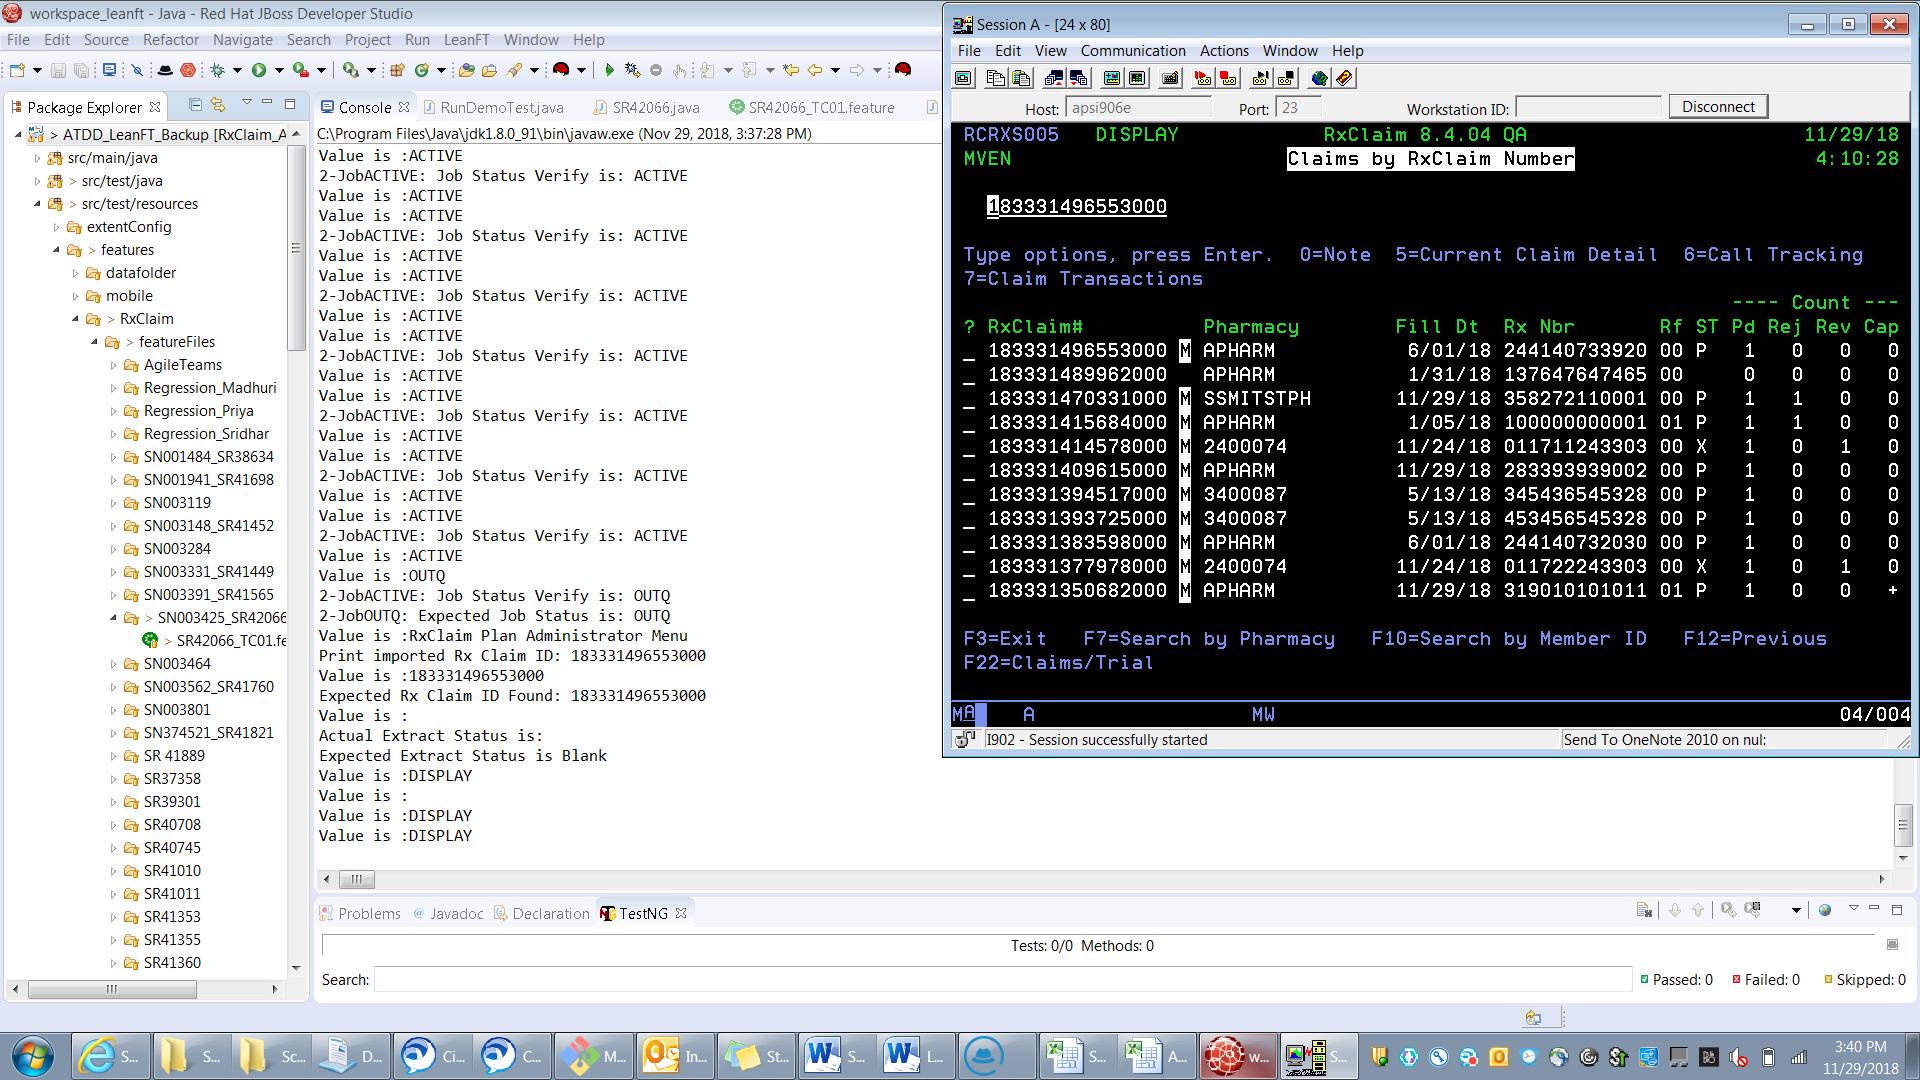 workspace_leanft - Java - Red Hat JBoss Developer Studio
File Edit Source Refactor Navigate Search Project Run LeanFT Window Help
Package Explorer
> ATDD_LeanFT_Backup [RxClaim_A
src/main/java
> src/test/java
> src/test/resources
extentConfig
> features
datafolder
mobile
> RxClaim
> featureFiles
AgileTeams
Regression_Madhuri
Regression_Priya
Regression_Sridhar
SN001484_SR38634
SN001941_SR41698
SN003119
SN003148_SR41452
SN003284
SN003331_SR41449
SN003391_SR41565
> SN003425_SR42066
> SR42066_TC01.fe
SN003464
SN003562_SR41760
SN003801
SN374521_SR41821
SR 41889
SR37358
SR39301
SR40708
SR40745
SR41010
SR41011
SR41353
SR41355
SR41360
Console RunDemoTest.java SR42066.java SR42066_TC01.feature
C:\Program Files\Java\jdk1.8.0_91\bin\javaw.exe (Nov 29, 2018, 3:37:28 PM)
Value is :ACTIVE
2-JobACTIVE: Job Status Verify is: ACTIVE
Value is :ACTIVE
Value is :ACTIVE
2-JobACTIVE: Job Status Verify is: ACTIVE
Value is :ACTIVE
Value is :ACTIVE
2-JobACTIVE: Job Status Verify is: ACTIVE
Value is :ACTIVE
Value is :ACTIVE
2-JobACTIVE: Job Status Verify is: ACTIVE
Value is :ACTIVE
Value is :ACTIVE
2-JobACTIVE: Job Status Verify is: ACTIVE
Value is :ACTIVE
Value is :ACTIVE
2-JobACTIVE: Job Status Verify is: ACTIVE
Value is :ACTIVE
Value is :ACTIVE
2-JobACTIVE: Job Status Verify is: ACTIVE
Value is :ACTIVE
Value is :OUTQ
2-JobACTIVE: Job Status Verify is: OUTQ
2-JobOUTQ: Expected Job Status is: OUTQ
Value is :RxClaim Plan Administrator Menu
Print imported Rx Claim ID: 183331496553000
Value is :183331496553000
Expected Rx Claim ID Found: 183331496553000
Value is :
Actual Extract Status is:
Expected Extract Status is Blank
Value is :DISPLAY
Value is :
Value is :DISPLAY
Value is :DISPLAY
Session A - [24 x 80]
File Edit View Communication Actions Window Help
Host: apsi906e Port: 23 Workstation ID: Disconnect
RCRXS005 DISPLAY RxClaim 8.4.04 QA 11/29/18
MVEN Claims by RxClaim Number 4:10:28
183331496553000
Type options, press Enter. 0=Note 5=Current Claim Detail 6=Call Tracking
7=Claim Transactions
---- Count ---
? RxClaim# Pharmacy Fill Dt Rx Nbr Rf ST Pd Rej Rev Cap
_ 183331496553000 M APHARM 6/01/18 244140733920 00 P 1 0 0 0
_ 183331489962000 APHARM 1/31/18 137647647465 00 0 0 0 0
_ 183331470331000 M SSMITSTPH 11/29/18 358272110001 00 P 1 1 0 0
_ 183331415684000 M APHARM 1/05/18 100000000001 01 P 1 1 0 0
_ 183331414578000 M 2400074 11/24/18 011711243303 00 X 1 0 1 0
_ 183331409615000 M APHARM 11/29/18 283393939002 00 P 1 0 0 0
_ 183331394517000 M 3400087 5/13/18 345436545328 00 P 1 0 0 0
_ 183331393725000 M 3400087 5/13/18 453456545328 00 P 1 0 0 0
_ 183331383598000 M APHARM 6/01/18 244140732030 00 P 1 0 0 0
_ 183331377978000 M 2400074 11/24/18 011722243303 00 X 1 0 1 0
_ 183331350682000 M APHARM 11/29/18 319010101011 01 P 1 0 0 +
F3=Exit F7=Search by Pharmacy F10=Search by Member ID F12=Previous
F22=Claims/Trial
MA A MW 04/004
I902 - Session successfully started Send To OneNote 2010 on nul:
Problems Javadoc Declaration TestNG
Tests: 0/0 Methods: 0
Search: Passed: 0 Failed: 0 Skipped: 0
S... S... Sc... D... Ci... C... M... In... St... S... L... S... A... w... S...
3:40 PM
11/29/2018